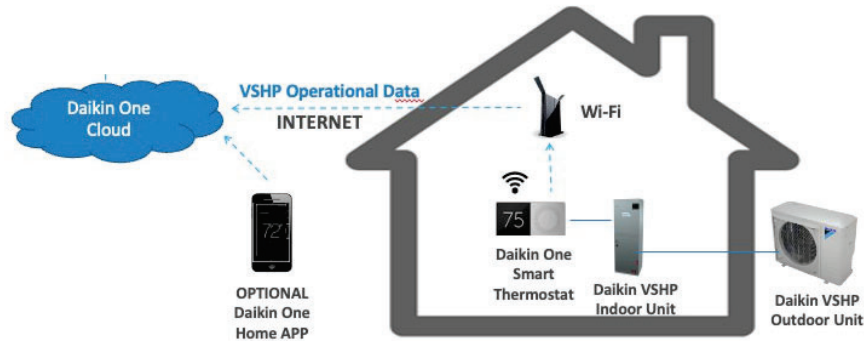 Daikin One
Cloud
VSHP Operational Data
INTERNET
Wi-Fi
72
75
OPTIONAL
Daikin One
Home APP
Daikin One
Smart
Thermostat
Daikin VSHP
Indoor Unit
Daikin VSHP
Outdoor Unit